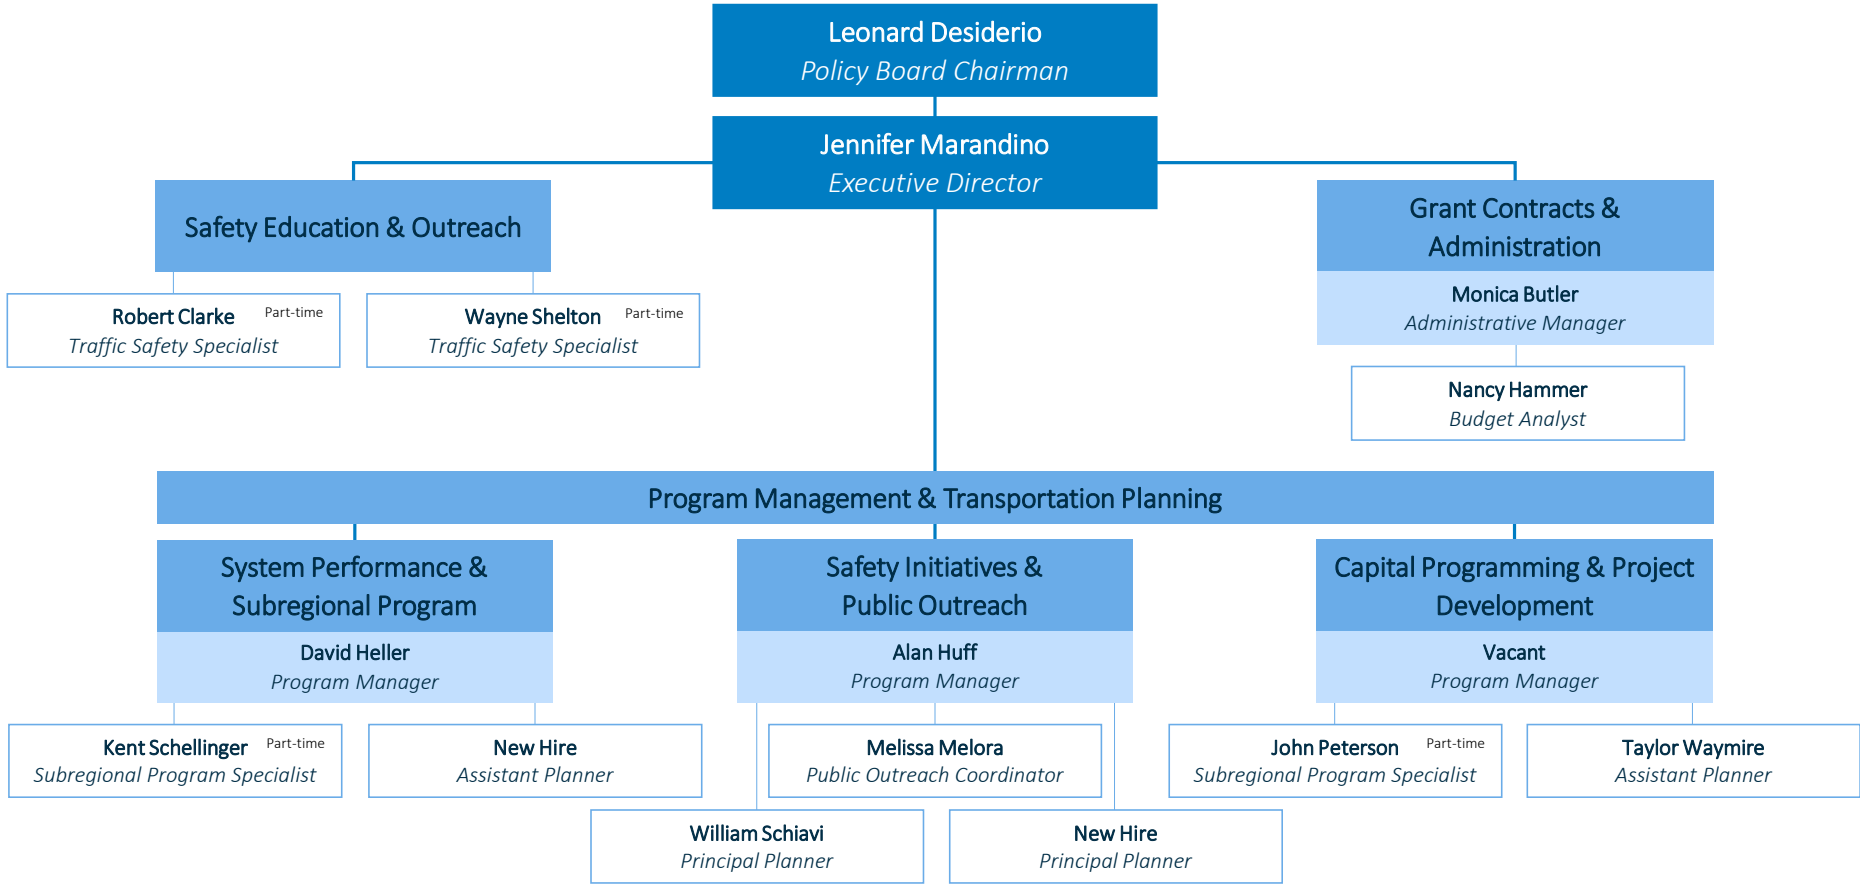 Leonard Desiderio
Policy Board Chairman
Jennifer Marandino
Executive Director
Safety Education & Outreach
Robert Clarke Part-time
Traffic Safety Specialist
Wayne Shelton Part-time
Traffic Safety Specialist
Grant Contracts &
Administration
Monica Butler
Administrative Manager
Nancy Hammer
Budget Analyst
Program Management & Transportation Planning
System Performance &
Subregional Program
David Heller
Program Manager
Kent Schellinger Part-time
Subregional Program Specialist
New Hire
Assistant Planner
Safety Initiatives &
Public Outreach
Alan Huff
Program Manager
Melissa Melora
Public Outreach Coordinator
William Schiavi
Principal Planner
New Hire
Principal Planner
Capital Programming & Project
Development
Vacant
Program Manager
John Peterson Part-time
Subregional Program Specialist
Taylor Waymire
Assistant Planner